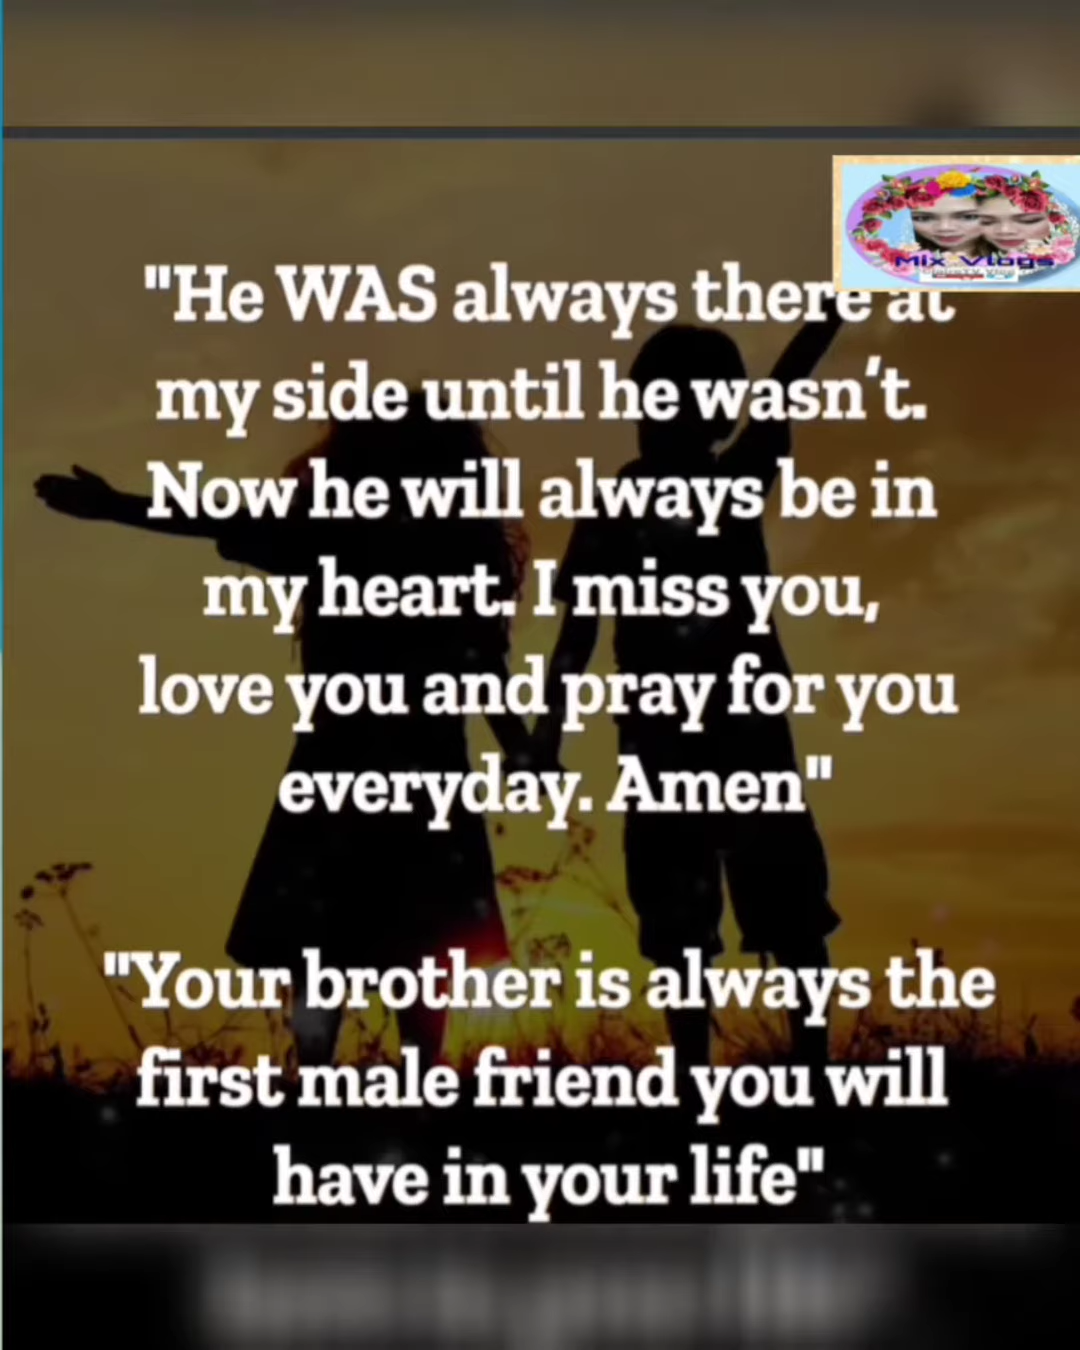 Mix Vlogs
"He WAS always there at
my side until he wasn't.
Now he will always be in
my heart. I miss you,
love you and pray for you
everyday. Amen"
"Your brother is always the
first male friend you will
have in your life"